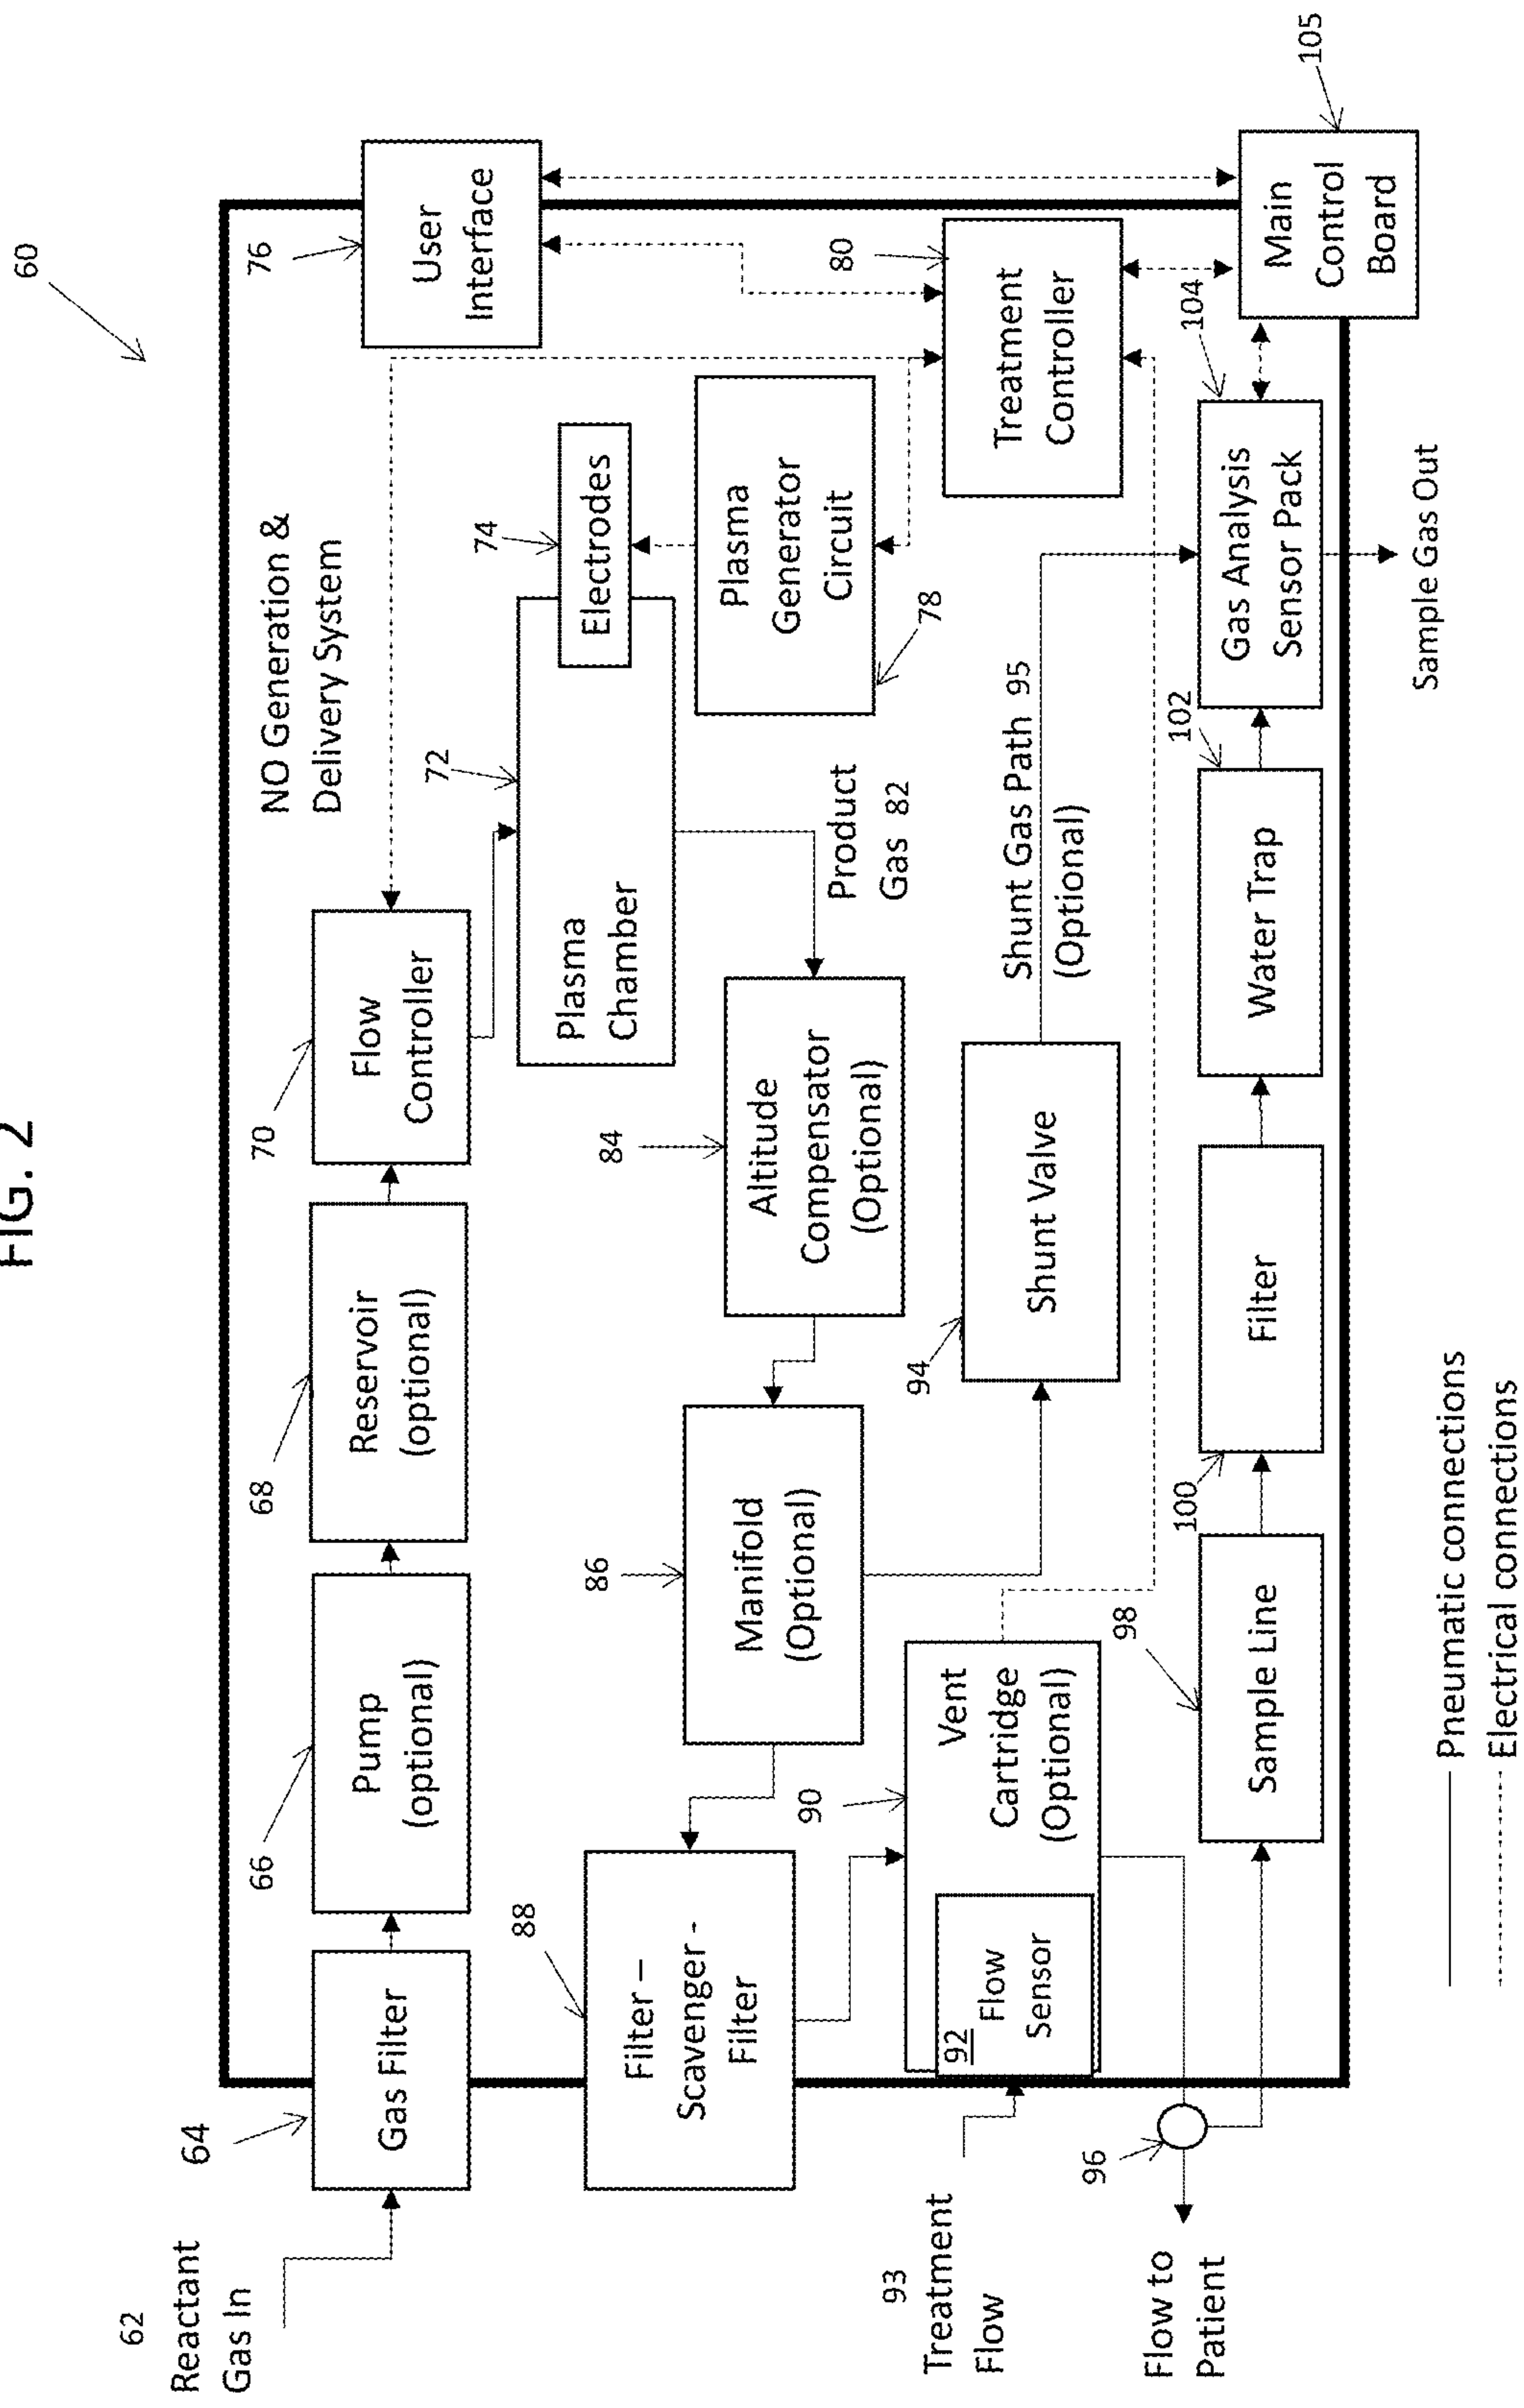 FIG. 2
60
NO Generation &
Delivery System
62
Reactant
Gas In
64
Gas Filter
66
Pump
(optional)
68
Reservoir
(optional)
70
Flow
Controller
76
User
Interface
72
Plasma
Chamber
74
Electrodes
Plasma
Generator
Circuit
78
80
Treatment
Controller
Product
Gas 82
84
Altitude
Compensator
(Optional)
86
Manifold
(Optional)
88
Filter –
Scavenger -
Filter
90
Vent
Cartridge
(Optional)
92
Flow
Sensor
93
Treatment
Flow
94
Shunt Valve
Shunt Gas Path 95
(Optional)
96
Flow to
Patient
98
Sample Line
100
Filter
102
Water Trap
104
Gas Analysis
Sensor Pack
105
Main
Control
Board
Sample Gas Out
Pneumatic connections
Electrical connections